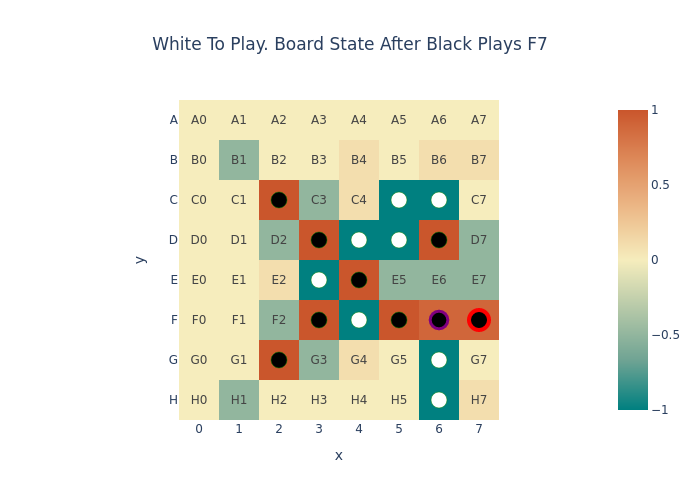 White To Play. Board State After Black Plays F7
A A0 A1 A2 A3 A4 A5 A6 A7
B B0 B1 B2 B3 B4 B5 B6 B7
C C0 C1 C3 C4 C7
D D0 D1 D2 D7
E E0 E1 E2 E5 E6 E7
F F0 F1 F2
G G0 G1 G3 G4 G5 G7
H H0 H1 H2 H3 H4 H5 H7
0 1 2 3 4 5 6 7
x
y
1
0.5
0
−0.5
−1